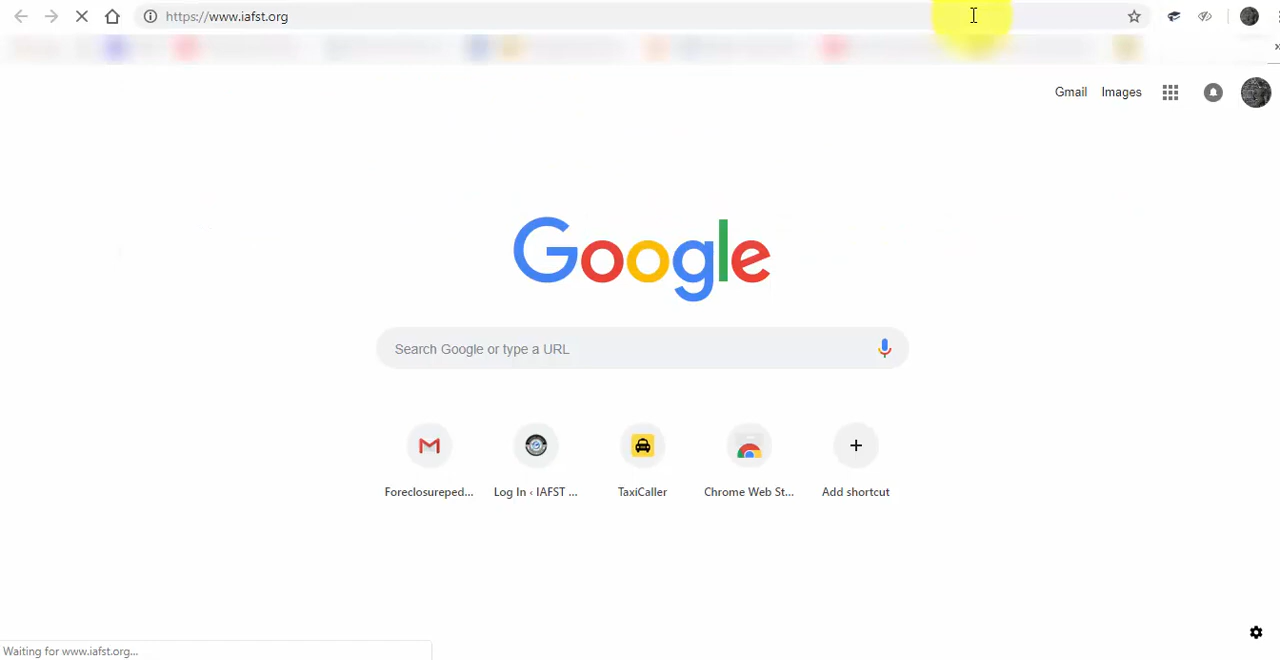 https://www.iafst.org
Gmail Images
Google
Search Google or type a URL
Foreclosureped... Log In ‹ IAFST ... TaxiCaller Chrome Web St... Add shortcut
Waiting for www.iafst.org...